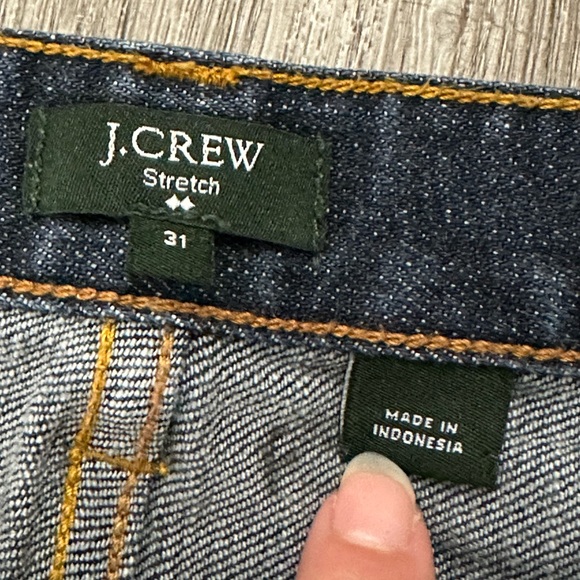 J.CREW
Stretch
31
MADE IN
INDONESIA